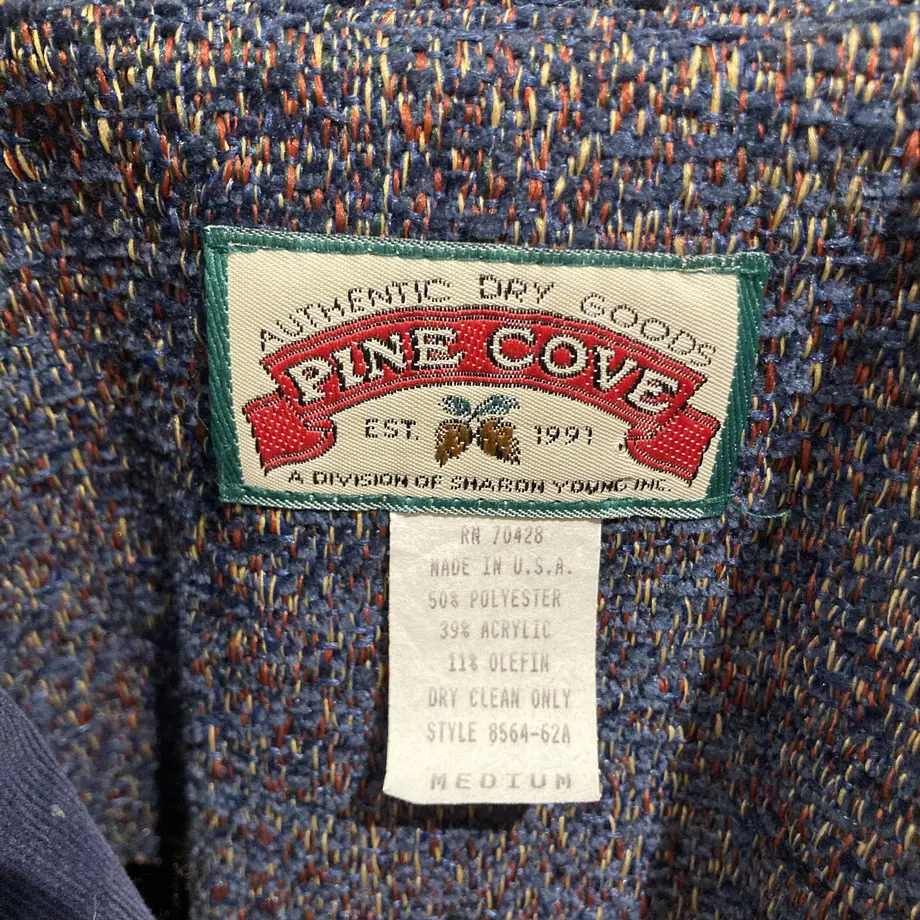 AUTHENTIC DRY GOODS
PINE COVE
EST. 1991
A DIVISION OF SHARON YOUNG INC.
RN 70428
MADE IN U.S.A.
50% POLYESTER
39% ACRYLIC
11% OLEFIN
DRY CLEAN ONLY
STYLE 8564-62A
MEDIUM